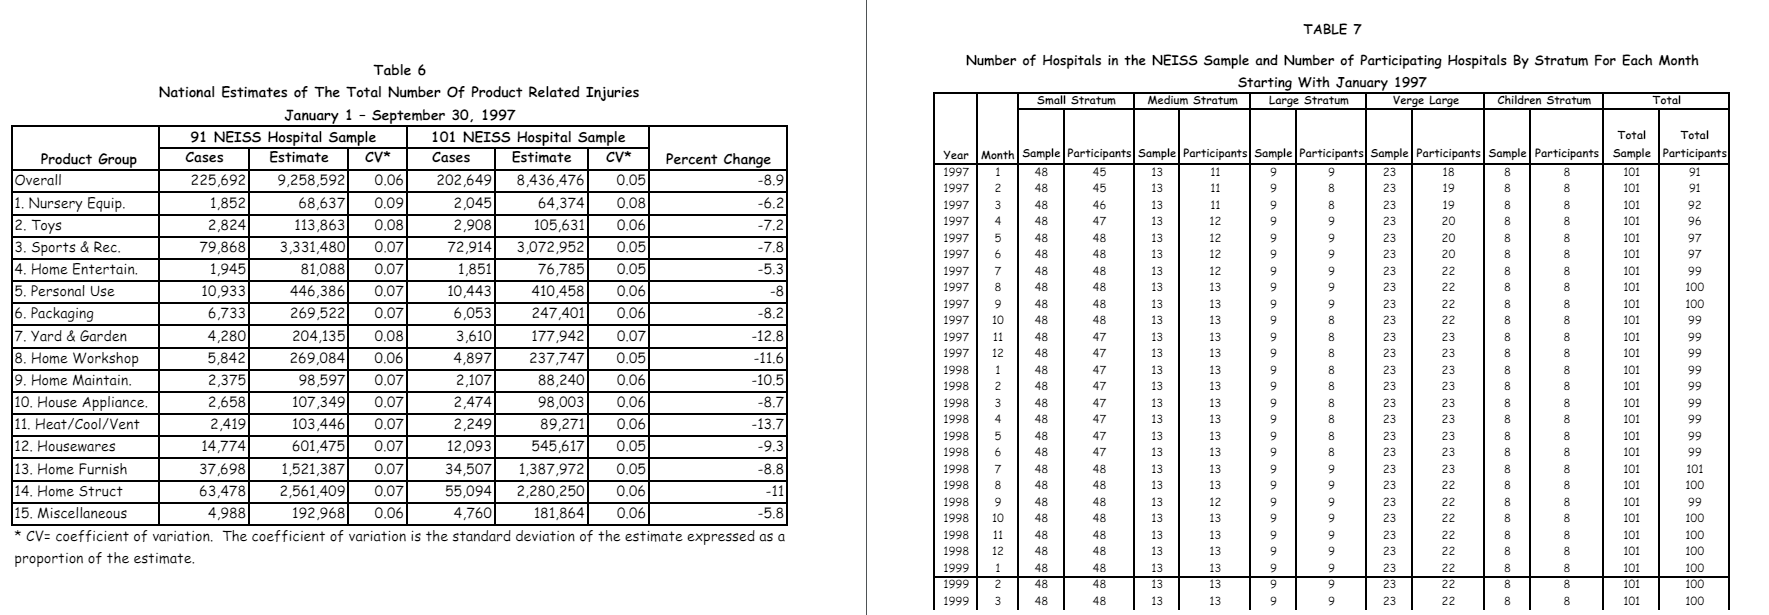 Table 6
National Estimates of The Total Number Of Product Related Injuries
January 1 – September 30, 1997
91 NEISS Hospital Sample 101 NEISS Hospital Sample
Product Group Cases Estimate CV* Cases Estimate CV* Percent Change
Overall 225,692 9,258,592 0.06 202,649 8,436,476 0.05 -8.9
1. Nursery Equip. 1,852 68,637 0.09 2,045 64,374 0.08 -6.2
2. Toys 2,824 113,863 0.08 2,908 105,631 0.06 -7.2
3. Sports & Rec. 79,868 3,331,480 0.07 72,914 3,072,952 0.05 -7.8
4. Home Entertain. 1,945 81,088 0.07 1,851 76,785 0.05 -5.3
5. Personal Use 10,933 446,386 0.07 10,443 410,458 0.06 -8
6. Packaging 6,733 269,522 0.07 6,053 247,401 0.06 -8.2
7. Yard & Garden 4,280 204,135 0.08 3,610 177,942 0.07 -12.8
8. Home Workshop 5,842 269,084 0.06 4,897 237,747 0.05 -11.6
9. Home Maintain. 2,375 98,597 0.07 2,107 88,240 0.06 -10.5
10. House Appliance. 2,658 107,349 0.07 2,474 98,003 0.06 -8.7
11. Heat/Cool/Vent 2,419 103,446 0.07 2,249 89,271 0.06 -13.7
12. Housewares 14,774 601,475 0.07 12,093 545,617 0.05 -9.3
13. Home Furnish 37,698 1,521,387 0.07 34,507 1,387,972 0.05 -8.8
14. Home Struct 63,478 2,561,409 0.07 55,094 2,280,250 0.06 -11
15. Miscellaneous 4,988 192,968 0.06 4,760 181,864 0.06 -5.8
* CV= coefficient of variation. The coefficient of variation is the standard deviation of the estimate expressed as a
proportion of the estimate.
TABLE 7
Number of Hospitals in the NEISS Sample and Number of Participating Hospitals By Stratum For Each Month
Starting With January 1997
Small Stratum Medium Stratum Large Stratum Verge Large Children Stratum Total
Total Total
Year Month Sample Participants Sample Participants Sample Participants Sample Participants Sample Participants Sample Participants
1997 1 48 45 13 11 9 9 23 18 8 8 101 91
1997 2 48 45 13 11 9 8 23 19 8 8 101 91
1997 3 48 46 13 11 9 8 23 19 8 8 101 92
1997 4 48 47 13 12 9 9 23 20 8 8 101 96
1997 5 48 48 13 12 9 9 23 20 8 8 101 97
1997 6 48 48 13 12 9 9 23 20 8 8 101 97
1997 7 48 48 13 12 9 9 23 22 8 8 101 99
1997 8 48 48 13 13 9 9 23 22 8 8 101 100
1997 9 48 48 13 13 9 9 23 22 8 8 101 100
1997 10 48 48 13 13 9 8 23 22 8 8 101 99
1997 11 48 47 13 13 9 8 23 23 8 8 101 99
1997 12 48 47 13 13 9 8 23 23 8 8 101 99
1998 1 48 47 13 13 9 8 23 23 8 8 101 99
1998 2 48 47 13 13 9 8 23 23 8 8 101 99
1998 3 48 47 13 13 9 8 23 23 8 8 101 99
1998 4 48 47 13 13 9 8 23 23 8 8 101 99
1998 5 48 47 13 13 9 8 23 23 8 8 101 99
1998 6 48 47 13 13 9 8 23 23 8 8 101 99
1998 7 48 48 13 13 9 9 23 23 8 8 101 101
1998 8 48 48 13 13 9 9 23 22 8 8 101 100
1998 9 48 48 13 12 9 9 23 22 8 8 101 99
1998 10 48 48 13 13 9 9 23 22 8 8 101 100
1998 11 48 48 13 13 9 9 23 22 8 8 101 100
1998 12 48 48 13 13 9 9 23 22 8 8 101 100
1999 1 48 48 13 13 9 9 23 22 8 8 101 100
1999 2 48 48 13 13 9 9 23 22 8 8 101 100
1999 3 48 48 13 13 9 9 23 22 8 8 101 100